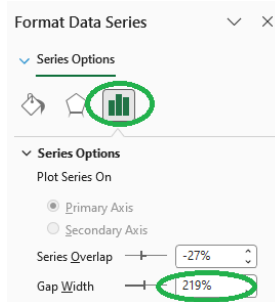 Format Data Series
Series Options
Series Options
Plot Series On
Primary Axis
Secondary Axis
Series Overlap -27%
Gap Width 219%